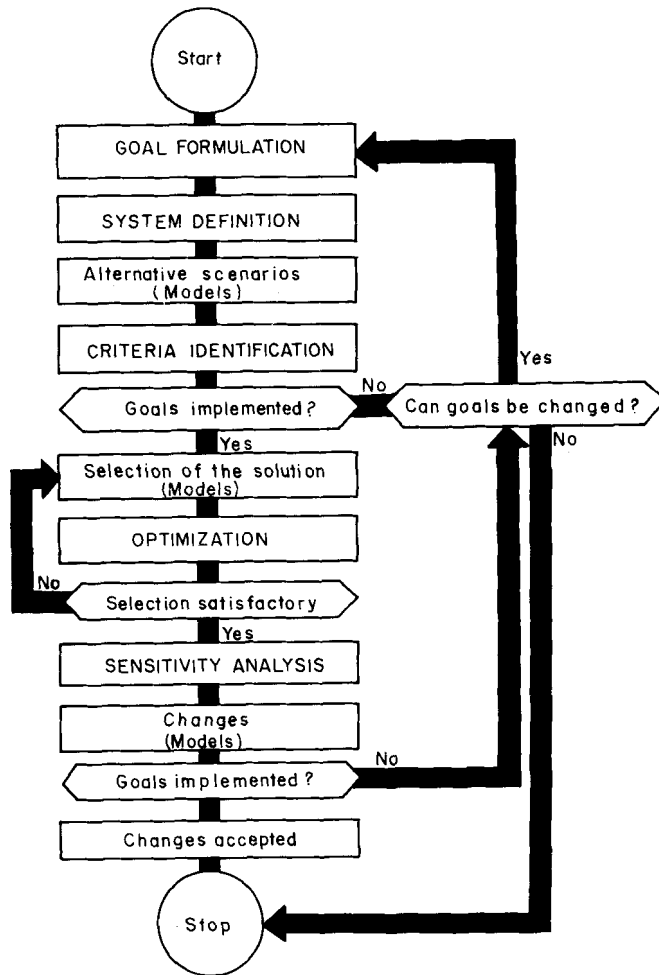 Start
GOAL FORMULATION
SYSTEM DEFINITION
Alternative scenarios
(Models)
CRITERIA IDENTIFICATION
Yes
No
Goals implemented?
Can goals be changed?
Yes
No
Selection of the solution
(Models)
OPTIMIZATION
No
Selection satisfactory
Yes
SENSITIVITY ANALYSIS
Changes
(Models)
No
Goals implemented?
Changes accepted
Stop